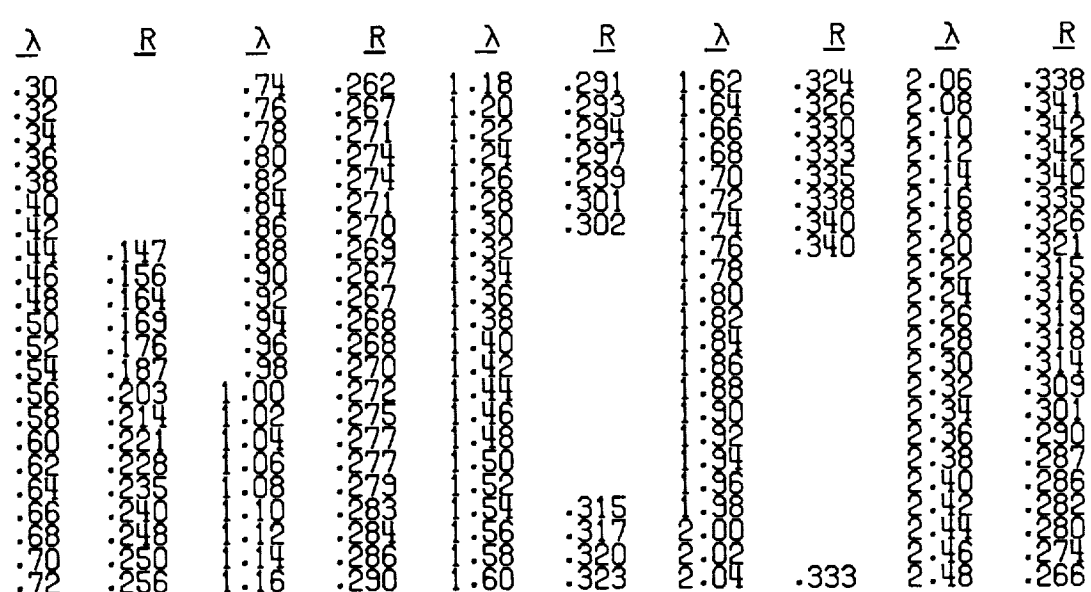 λ R λ R λ R λ R λ R
.30 .74 .262 1.18 .291 1.62 .324 2.06 .338
.32 .76 .267 1.20 .293 1.64 .326 2.08 .341
.34 .78 .271 1.22 .294 1.66 .330 2.10 .342
.36 .80 .274 1.24 .297 1.68 .333 2.12 .342
.38 .82 .274 1.26 .299 1.70 .335 2.14 .340
.40 .84 .271 1.28 .301 1.72 .338 2.16 .335
.42 .86 .270 1.30 .302 1.74 .340 2.18 .326
.44 .147 .88 .269 1.32 1.76 .340 2.20 .321
.46 .156 .90 .267 1.34 1.78 2.22 .315
.48 .164 .92 .267 1.36 1.80 2.24 .316
.50 .169 .94 .268 1.38 1.82 2.26 .319
.52 .176 .96 .268 1.40 1.84 2.28 .318
.54 .187 .98 .270 1.42 1.86 2.30 .314
.56 .203 1.00 .272 1.44 1.88 2.32 .309
.58 .214 1.02 .275 1.46 1.90 2.34 .301
.60 .221 1.04 .277 1.48 1.92 2.36 .290
.62 .228 1.06 .277 1.50 1.94 2.38 .287
.64 .235 1.08 .279 1.52 1.96 2.40 .286
.66 .240 1.10 .283 1.54 .315 1.98 2.42 .282
.68 .248 1.12 .284 1.56 .317 2.00 2.44 .280
.70 .250 1.14 .286 1.58 .320 2.02 2.46 .274
.72 .256 1.16 .290 1.60 .323 2.04 .333 2.48 .266